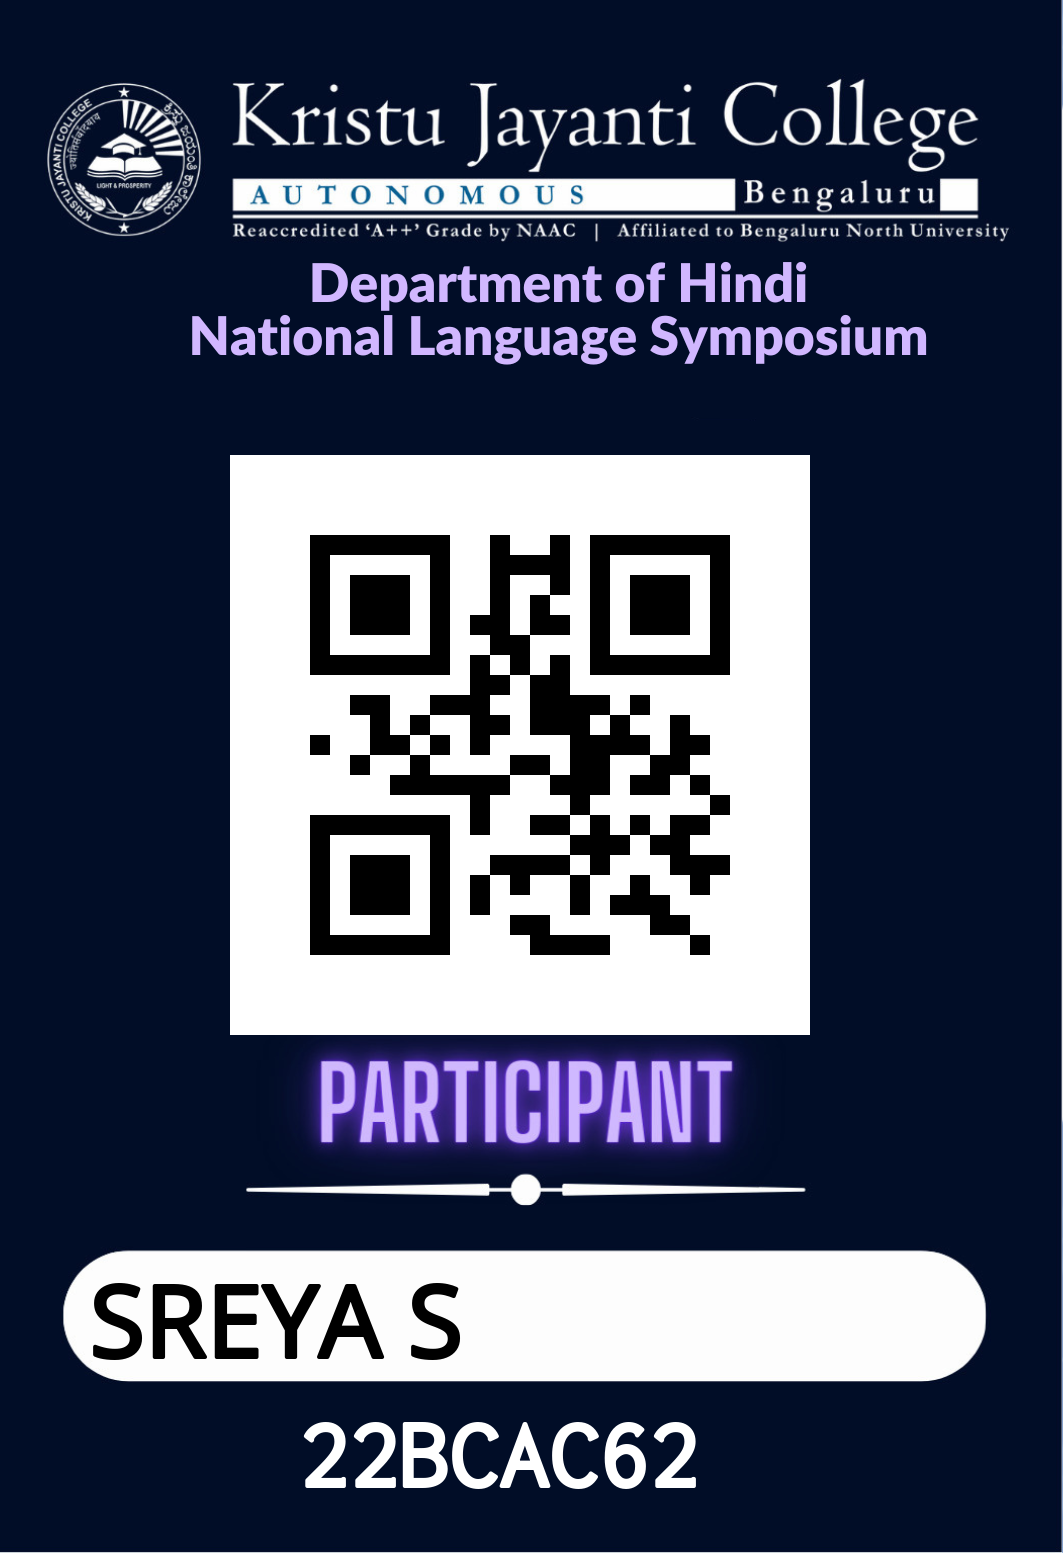 KRISTU JAYANTI COLLEGE
ज्योतिर्सौदयाय
LIGHT & PROSPERITY
Kristu Jayanti College
AUTONOMOUS Bengaluru
Reaccredited ‘A++’ Grade by NAAC | Affiliated to Bengaluru North University
Department of Hindi
National Language Symposium
PARTICIPANT
SREYA S
22BCAC62